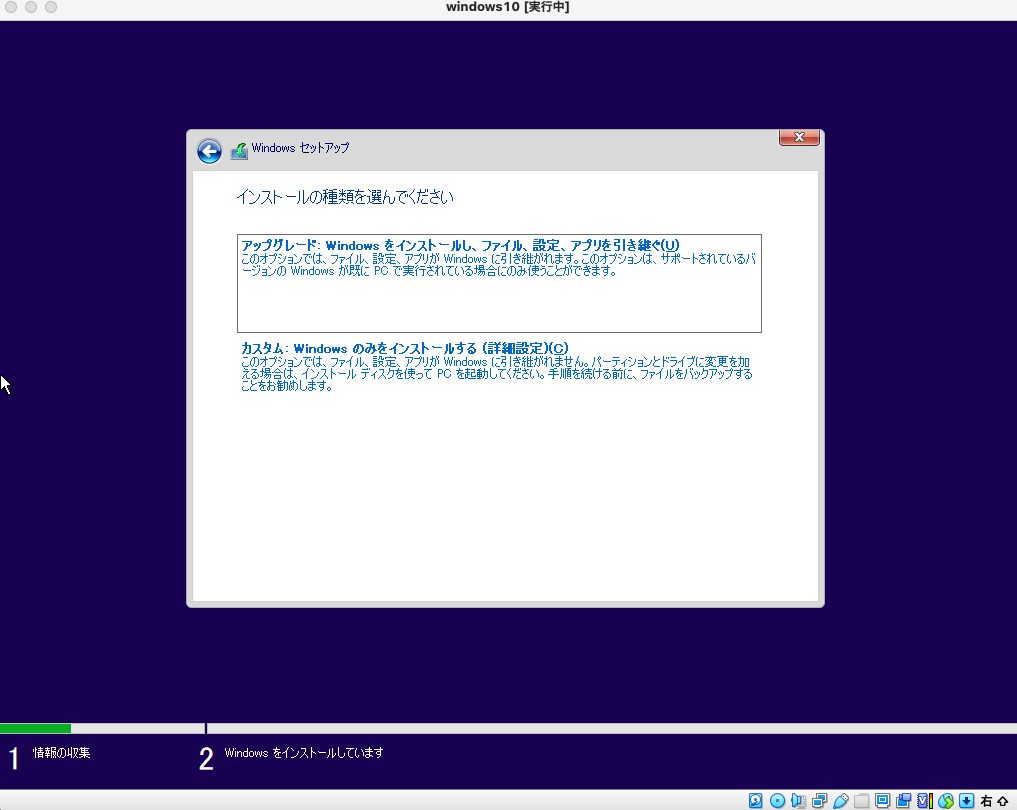 windows10 [実行中]
Windows セットアップ
インストールの種類を選んでください
アップグレード: Windows をインストールし、ファイル、設定、アプリを引き継ぐ(U)
このオプションでは、ファイル、設定、アプリが Windows に引き継がれます。このオプションは、サポートされているバ
ージョンの Windows が既に PC で実行されている場合にのみ使うことができます。
カスタム: Windows のみをインストールする (詳細設定)(C)
このオプションでは、ファイル、設定、アプリが Windows に引き継がれません。パーティションとドライブに変更を加
える場合は、インストール ディスクを使って PC を起動してください。手順を続ける前に、ファイルをバックアップする
ことをお勧めします。
1 情報の収集
2 Windows をインストールしています
右⇧